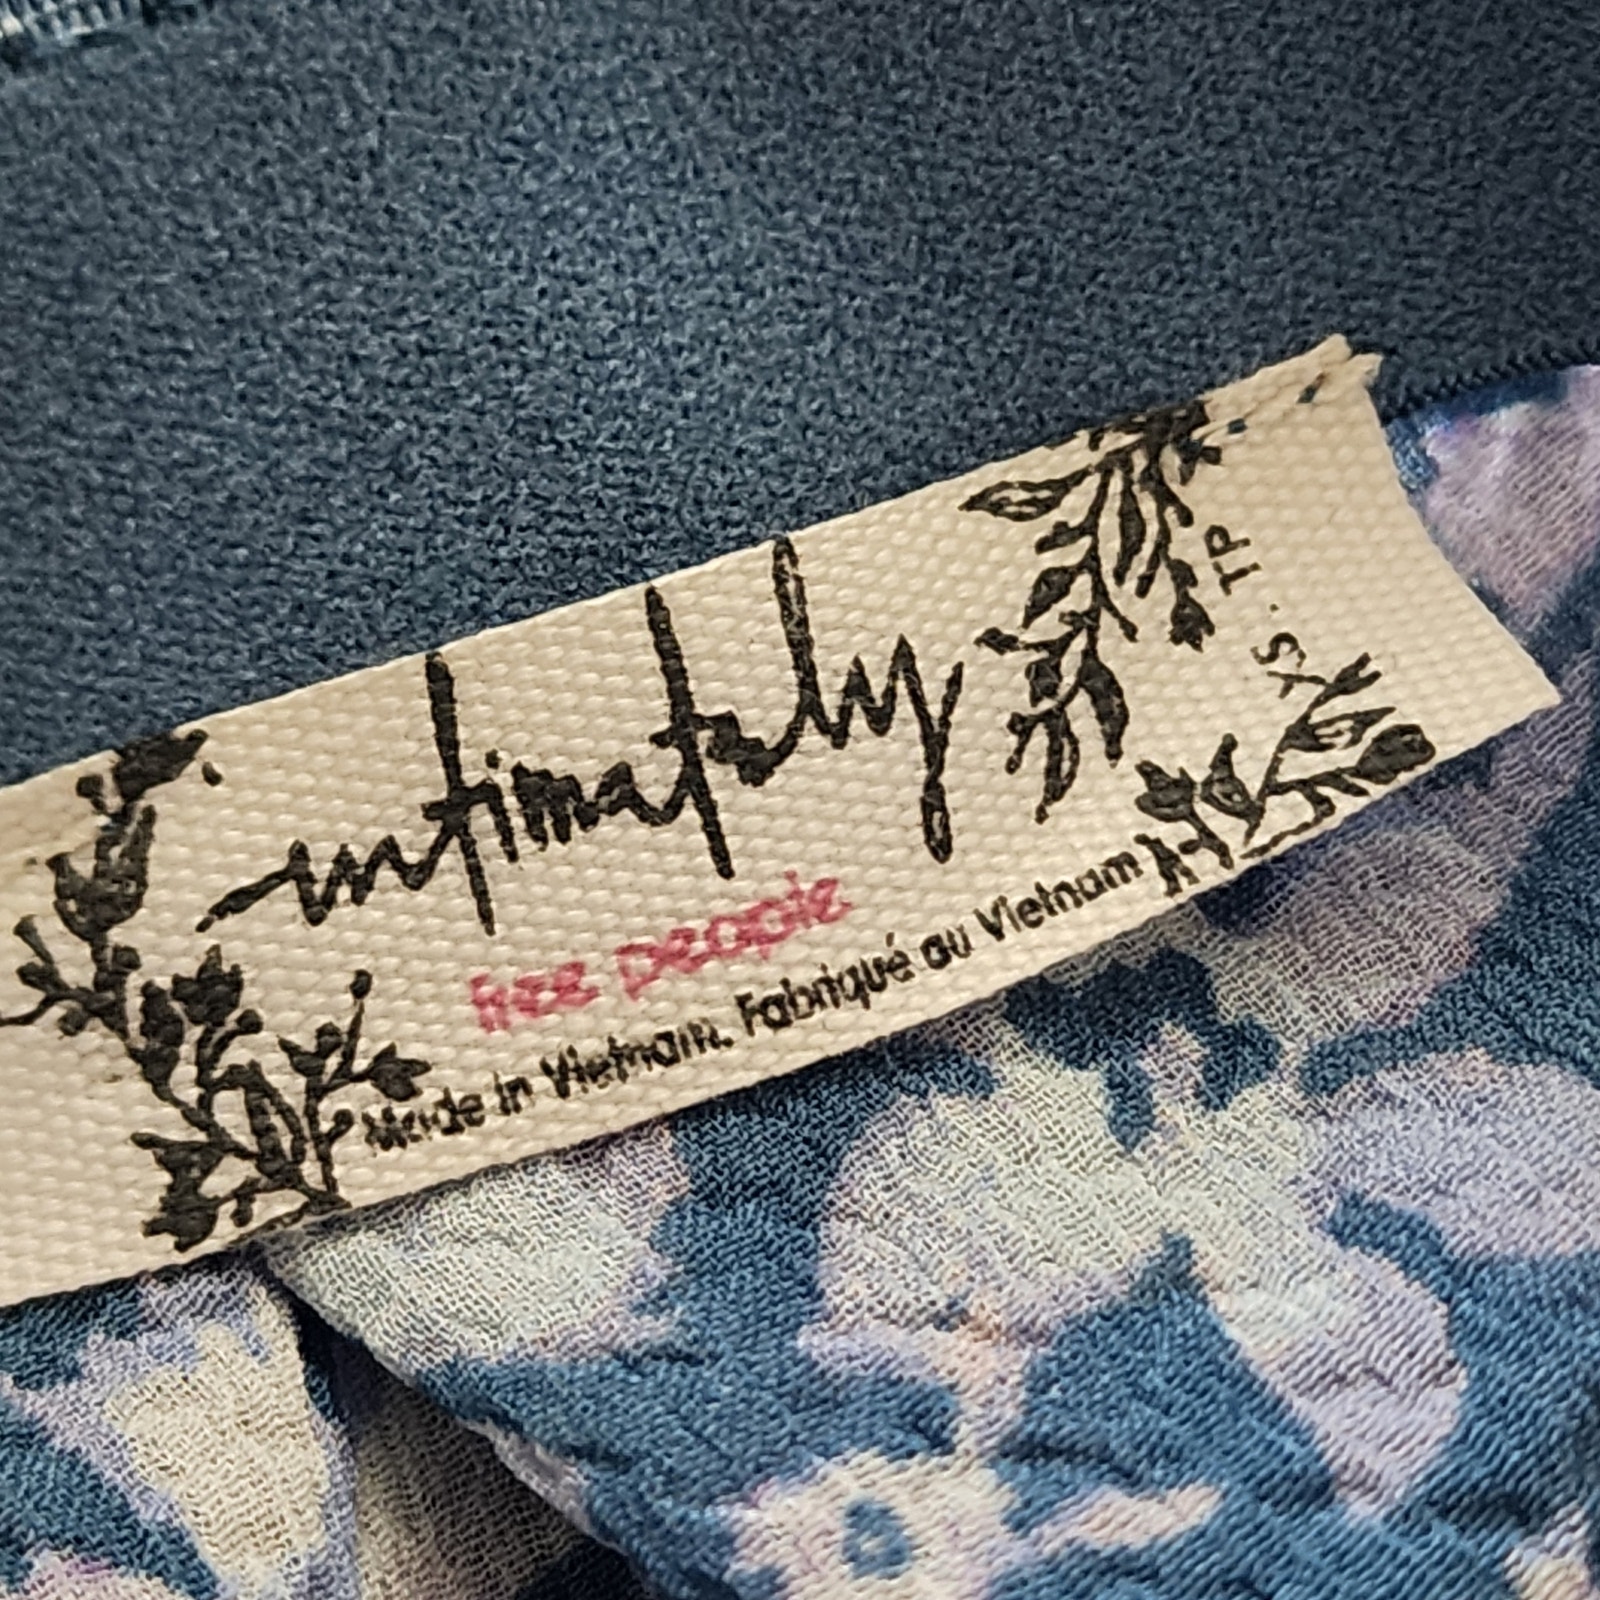 intimately
free people
Made in Vietnam. Fabriqué au Vietnam
XS . TP